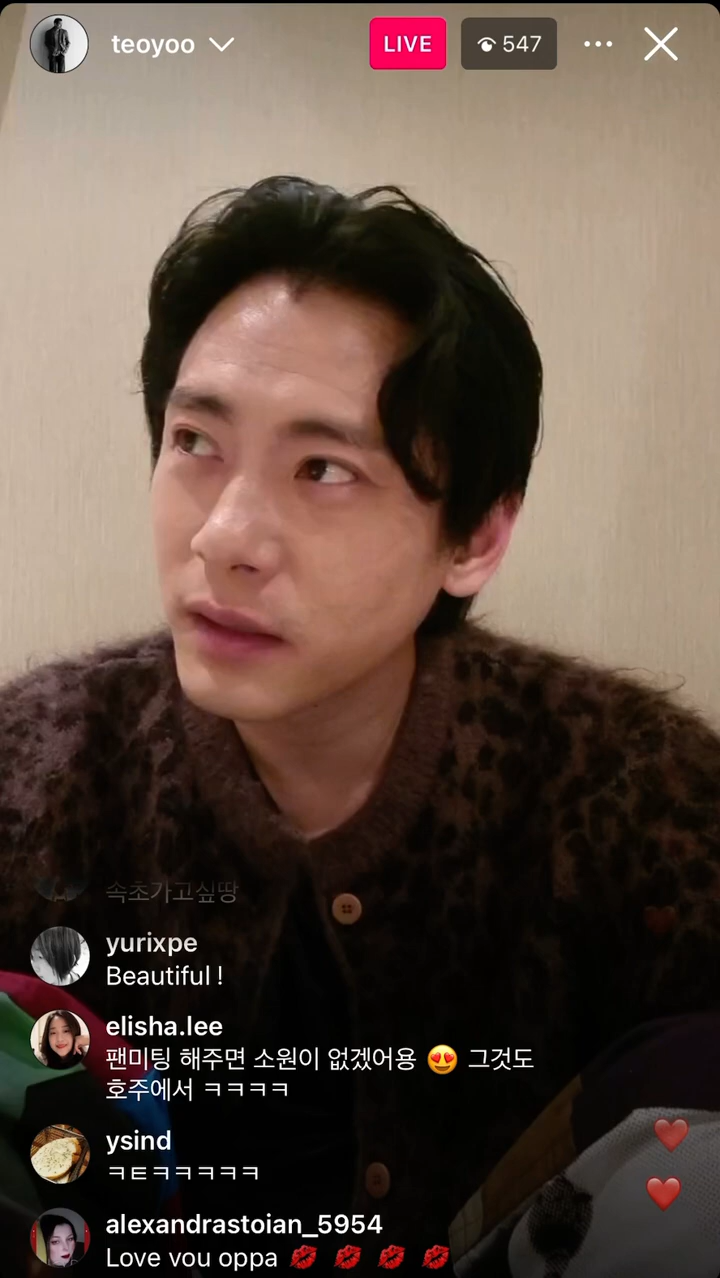 teoyoo
LIVE
547
속초가고싶땅
yurixpe
Beautiful !
elisha.lee
팬미팅 해주면 소원이 없겠어용 😍 그것도
호주에서 ㅋㅋㅋㅋ
ysind
ㅋㅌㅋㅋㅋㅋㅋ
alexandrastoian_5954
Love you oppa 💋 💋 💋 💋